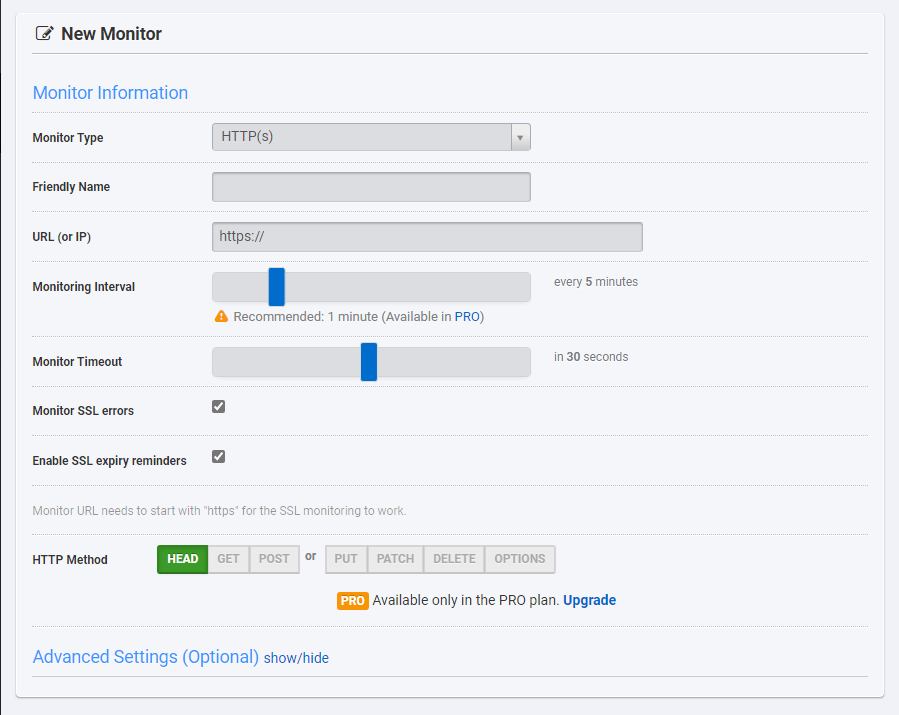 New Monitor
Monitor Information
Monitor Type HTTP(s)
Friendly Name
URL (or IP) https://
Monitoring Interval every 5 minutes
Recommended: 1 minute (Available in PRO)
Monitor Timeout in 30 seconds
Monitor SSL errors
Enable SSL expiry reminders
Monitor URL needs to start with "https" for the SSL monitoring to work.
HTTP Method HEAD GET POST or PUT PATCH DELETE OPTIONS
PRO Available only in the PRO plan. Upgrade
Advanced Settings (Optional) show/hide